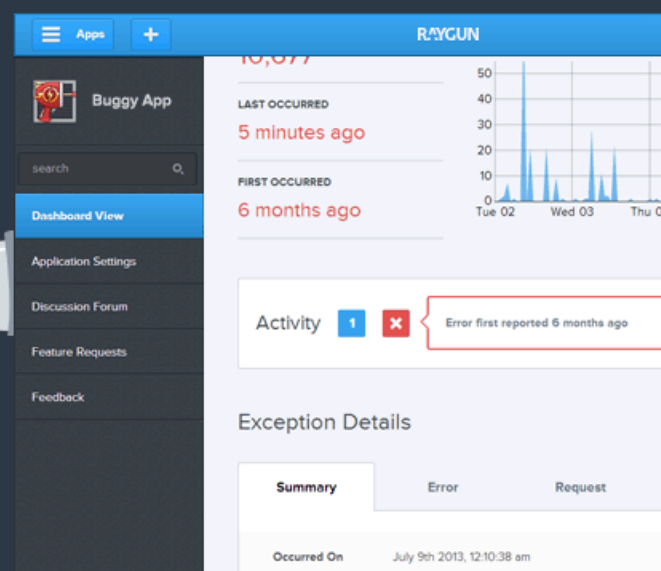 Apps
+
RAYGUN
Buggy App
search
Dashboard View
Application Settings
Discussion Forum
Feature Requests
Feedback
LAST OCCURRED
5 minutes ago
FIRST OCCURRED
6 months ago
50
40
30
20
10
0
Tue 02 Wed 03 Thu
Activity 1 Error first reported 6 months ago
Exception Details
Summary Error Request
Occurred On July 9th 2013, 12:10:38 am